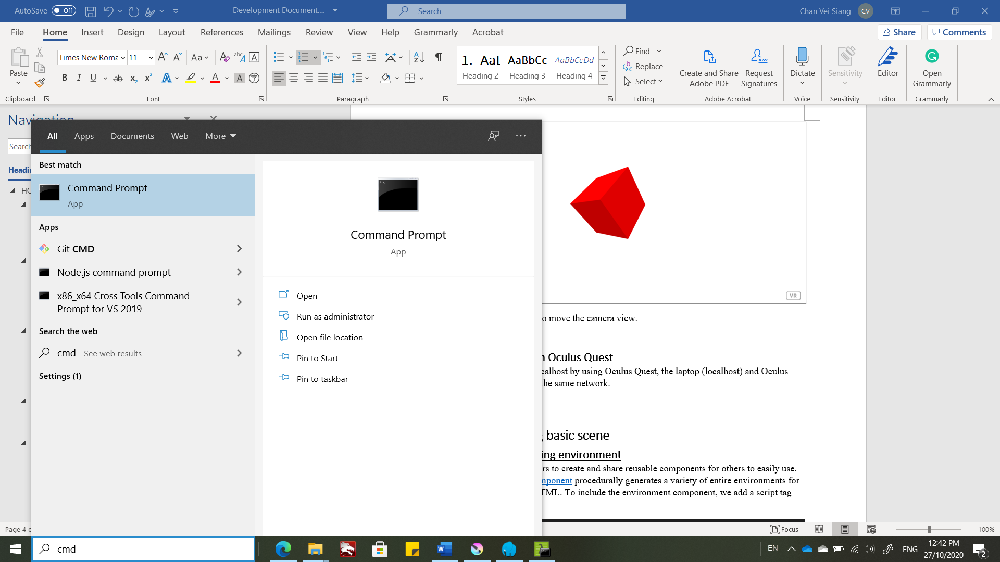 AutoSave Off Development Document.... Search Chan Vei Siang CV
File Home Insert Design Layout References Mailings Review View Help Grammarly Acrobat Share Comments
Times New Roma 11 Aa
Paste
B I U ab x₂ x² A A A
1. AaB AaBbCc AaBbCcDd
Heading 2 Heading 3 Heading 4
Find
Replace
Select
Create and Share
Adobe PDF
Request
Signatures
Dictate
Sensitivity
Editor
Open
Grammarly
Clipboard Font Paragraph Styles Editing Adobe Acrobat Voice Sensitivity Editor Grammarly
Navigation
Search
All Apps Documents Web More
Best match
Command Prompt
App
Apps
Git CMD
Node.js command prompt
x86_x64 Cross Tools Command
Prompt for VS 2019
Search the web
cmd - See web results
Settings (1)
Command Prompt
App
Open
Run as administrator
Open file location
Pin to Start
Pin to taskbar
VR
o move the camera view.
Oculus Quest
calhost by using Oculus Quest, the laptop (localhost) and Oculus
the same network.
basic scene
ing environment
ers to create and share reusable components for others to easily use.
mponent procedurally generates a variety of entire environments for
TML. To include the environment component, we add a script tag
Page 4 Focus 100%
cmd
EN ENG 12:42 PM
27/10/2020 2